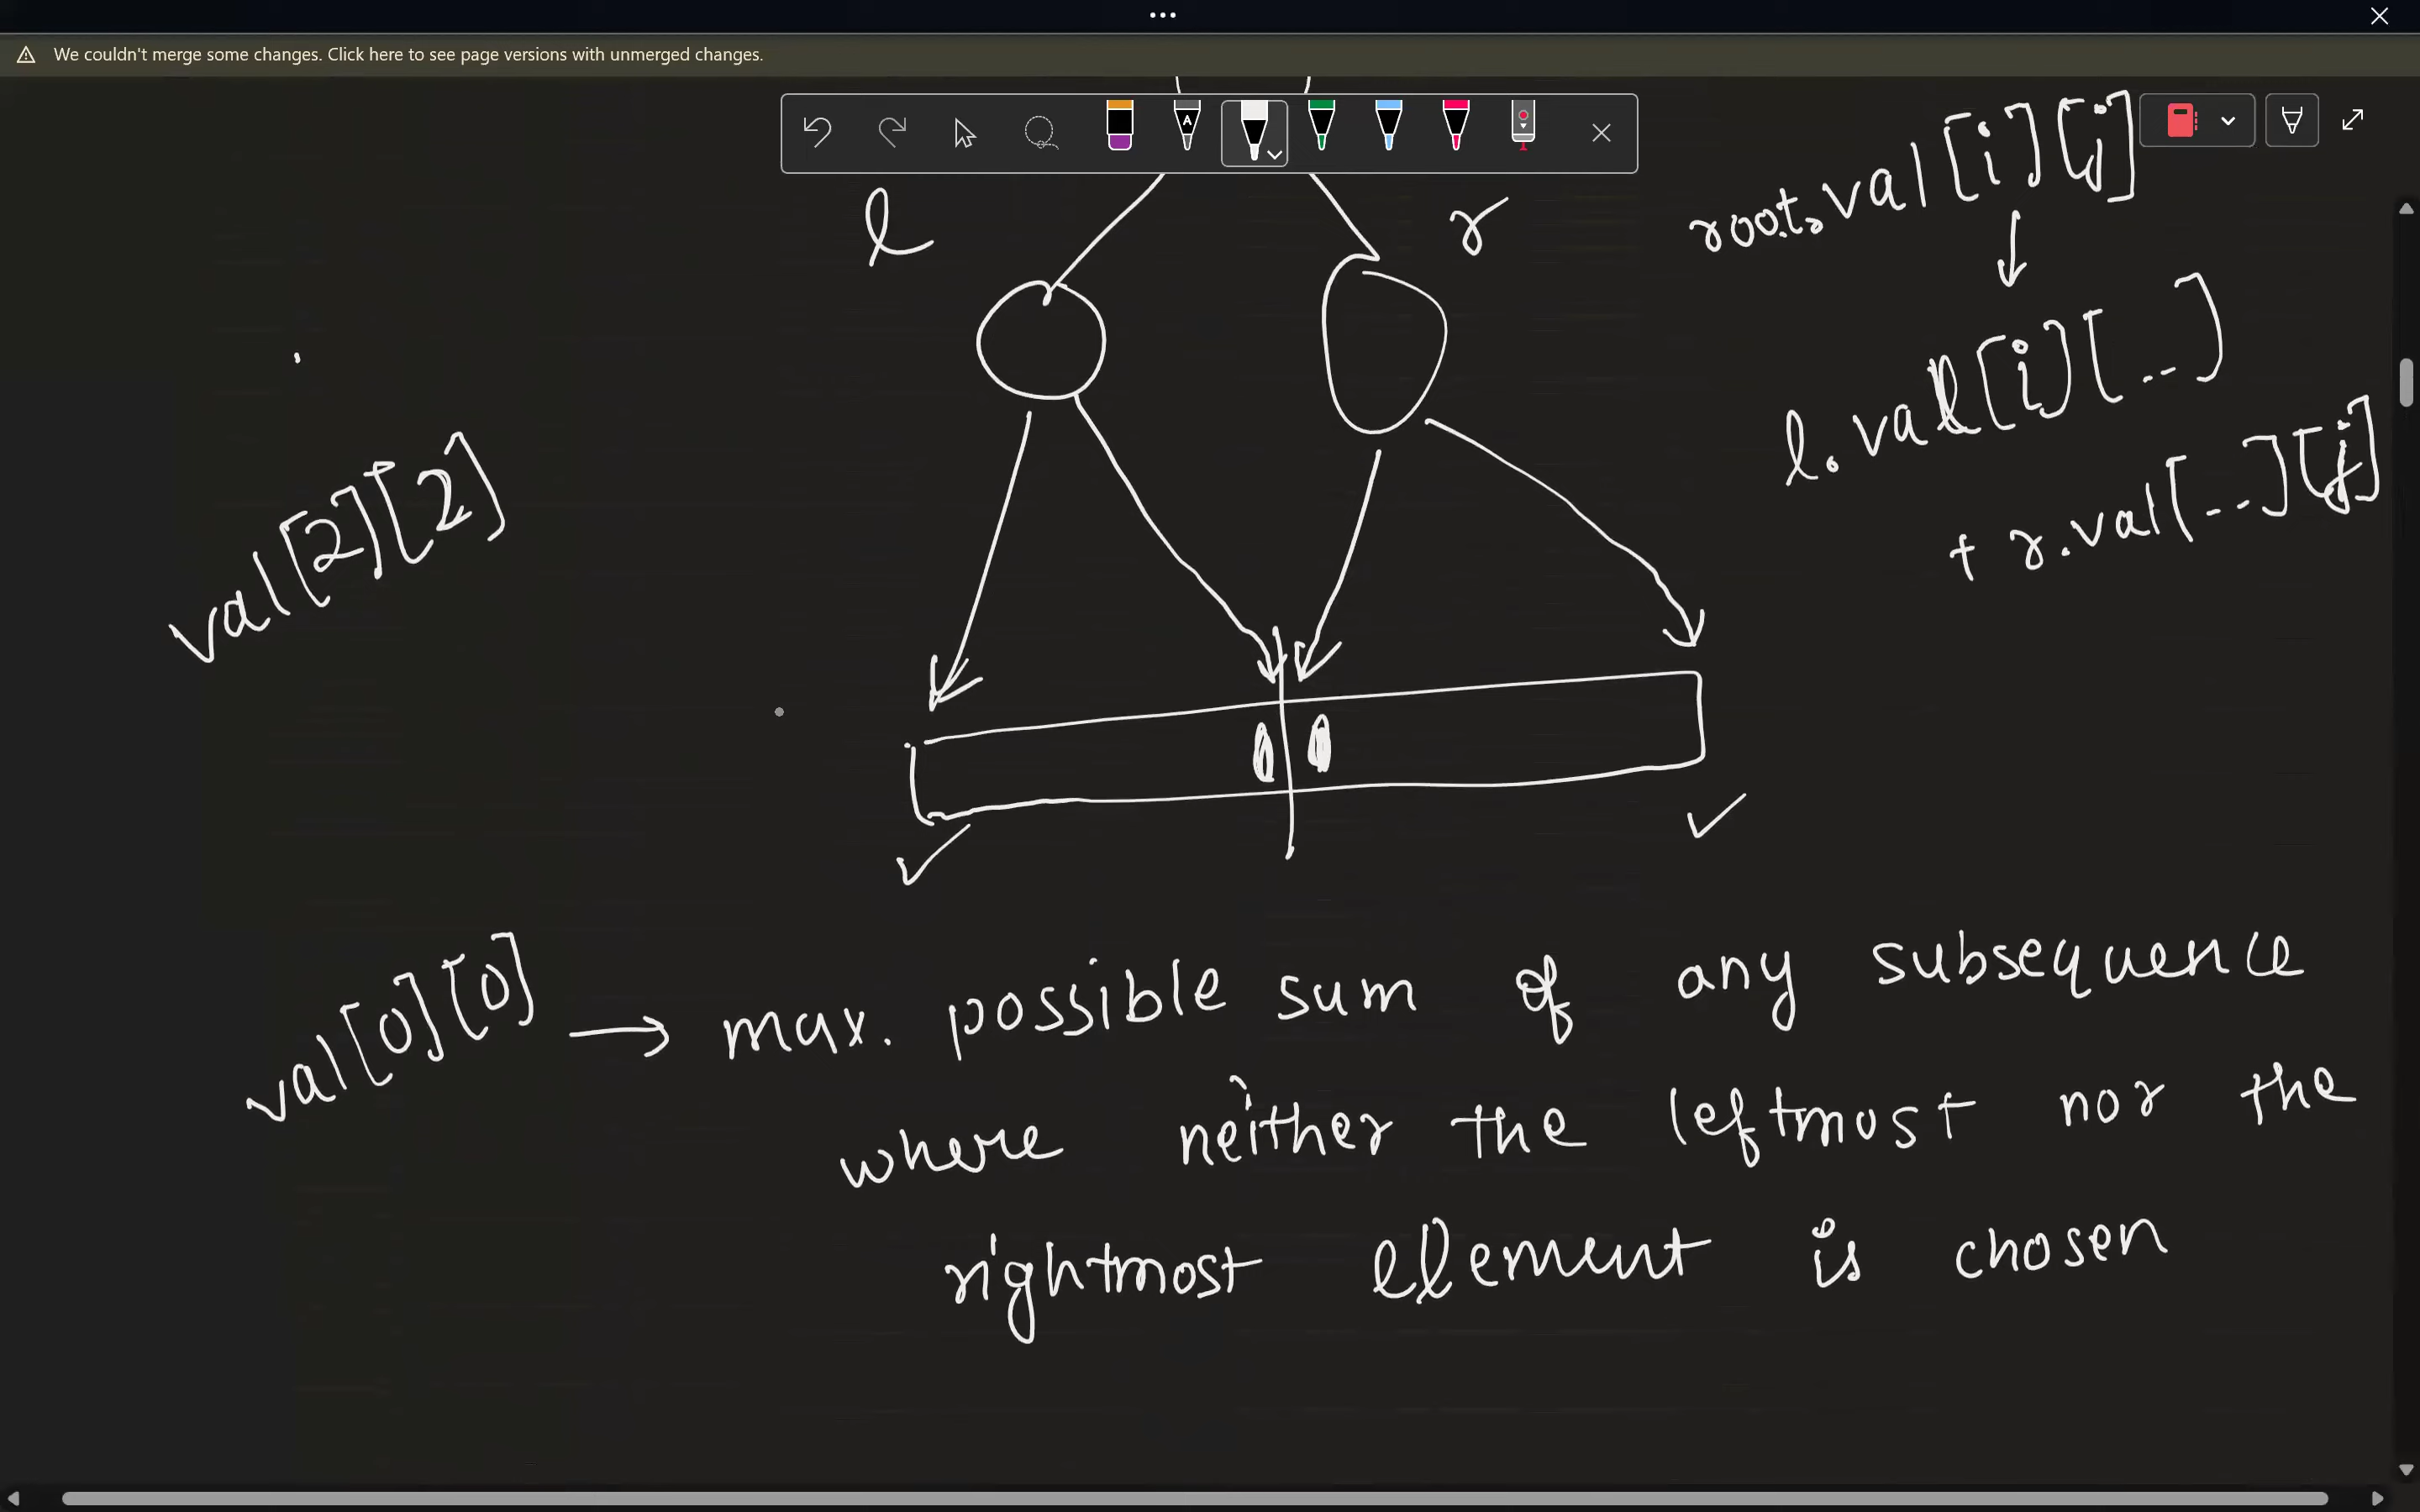 We couldn't merge some changes. Click here to see page versions with unmerged changes.
A
l
r
root.val[i][j]
l.val[i][..]
+ r.val[..][j]
val[2][2]
val[0][0] → max. possible sum of any subsequence
where neither the leftmost nor the
rightmost element is chosen